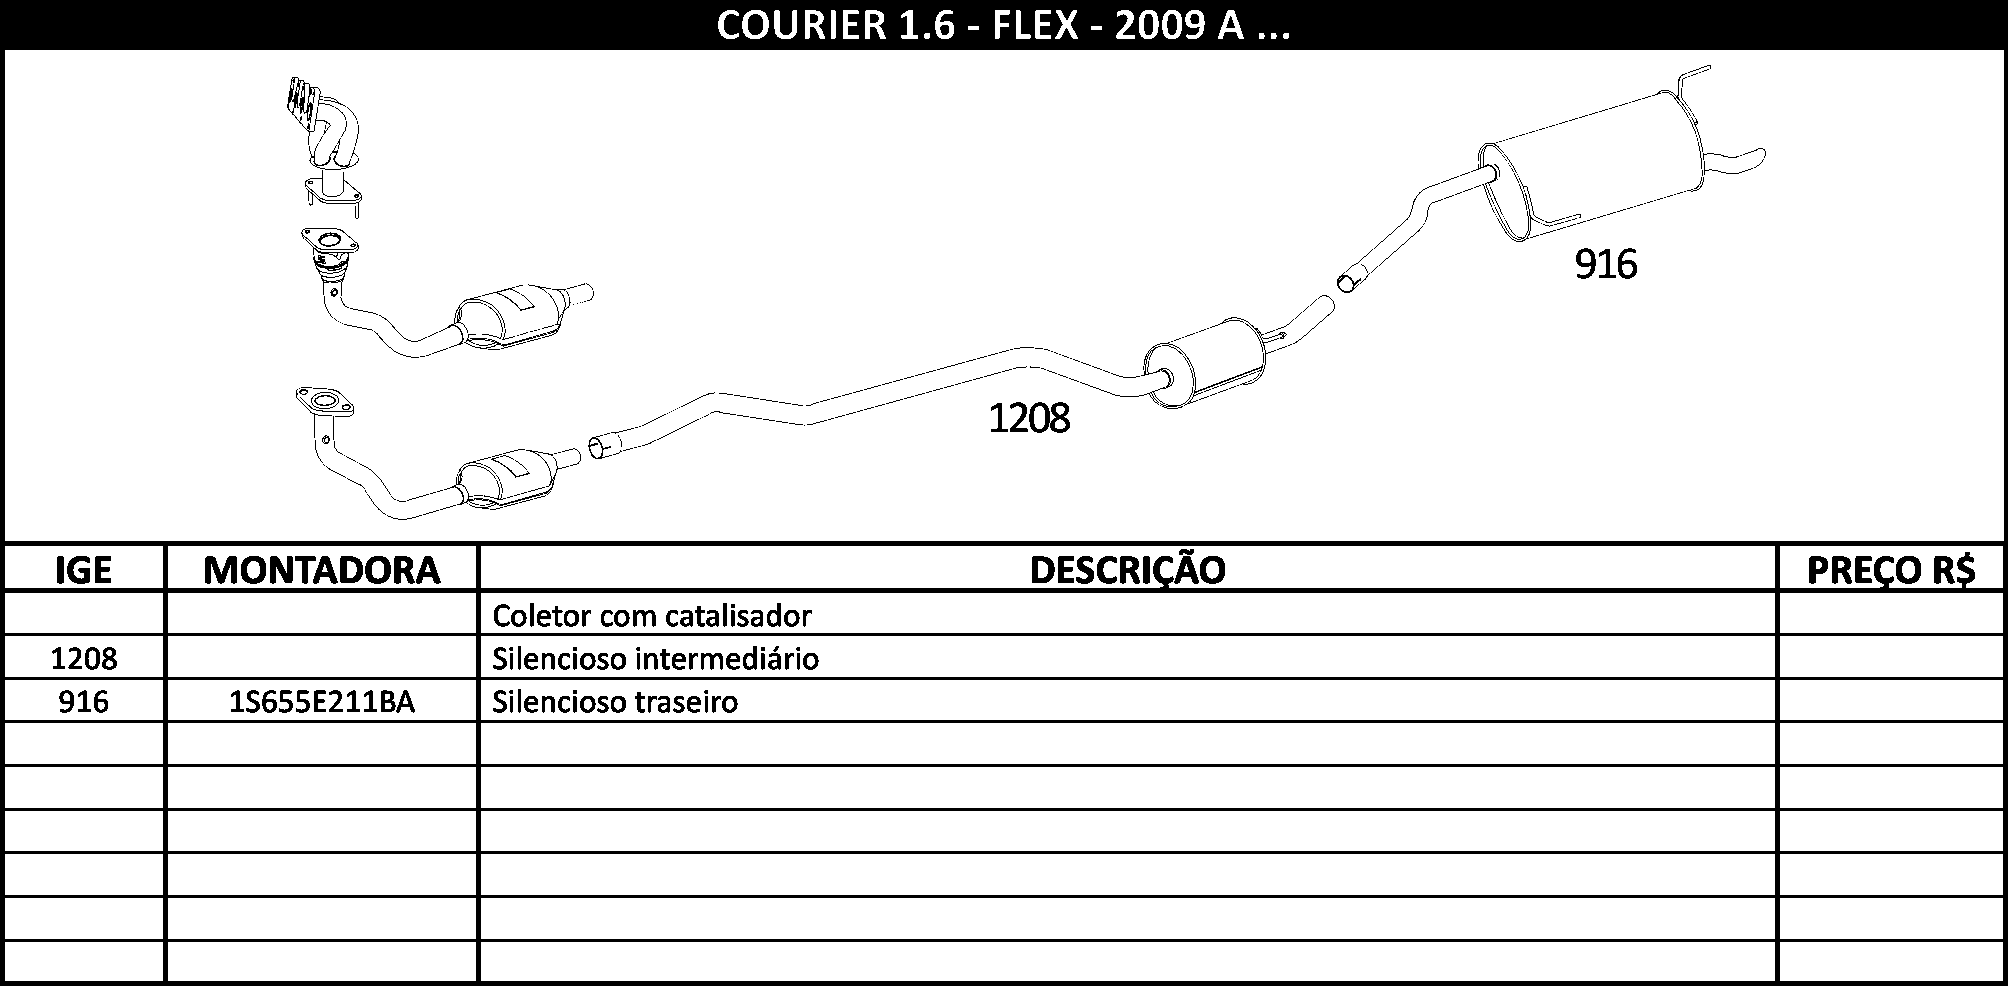 COURIER 1.6 - FLEX - 2009 A ...
916
1208
IGE MONTADORA DESCRIÇÃO PREÇO R$
Coletor com catalisador
1208 Silencioso intermediário
916 1S655E211BA Silencioso traseiro